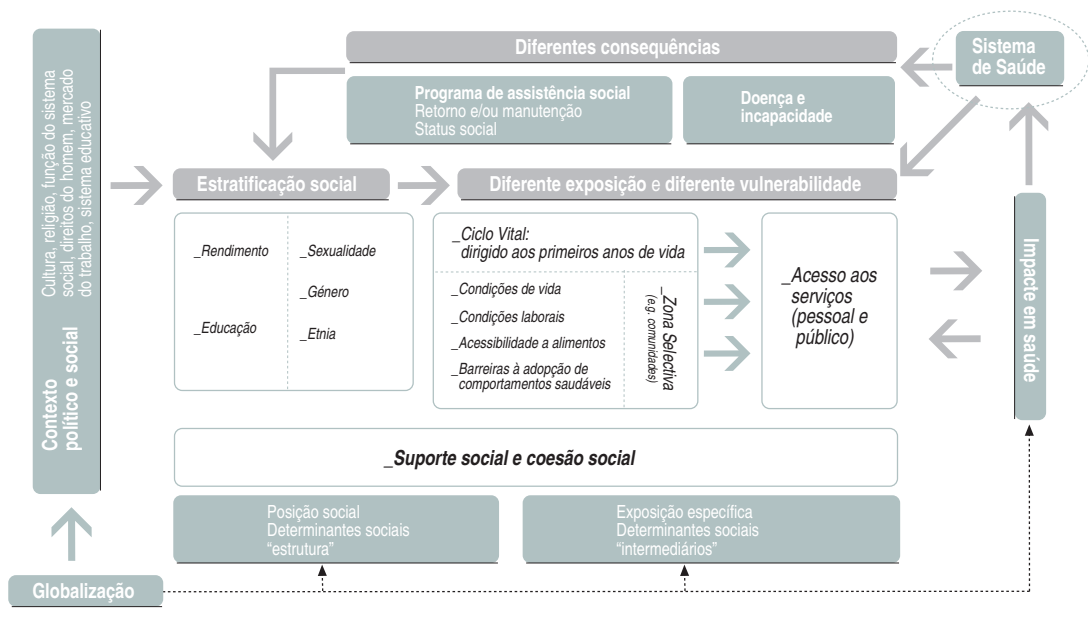 Diferentes consequências
Sistema
de Saúde
Programa de assistência social
Retorno e/ou manutenção
Status social
Doença e
incapacidade
Contexto
político e social
Cultura, religião, função do sistema
social, direitos do homem, mercado
do trabalho, sistema educativo
Estratificação social
Diferente exposição e diferente vulnerabilidade
_Rendimento
_Educação
_Sexualidade
_Género
_Etnia
_Ciclo Vital:
dirigido aos primeiros anos de vida
_Condições de vida
_Condições laborais
_Acessibilidade a alimentos
_Barreiras à adopção de
comportamentos saudáveis
_Zona Selectiva
(e.g. comunidades)
_Acesso aos
serviços
(pessoal e
público)
Impacte em saúde
_Suporte social e coesão social
Posição social
Determinantes sociais
“estrutura”
Exposição específica
Determinantes sociais
“intermediários”
Globalização